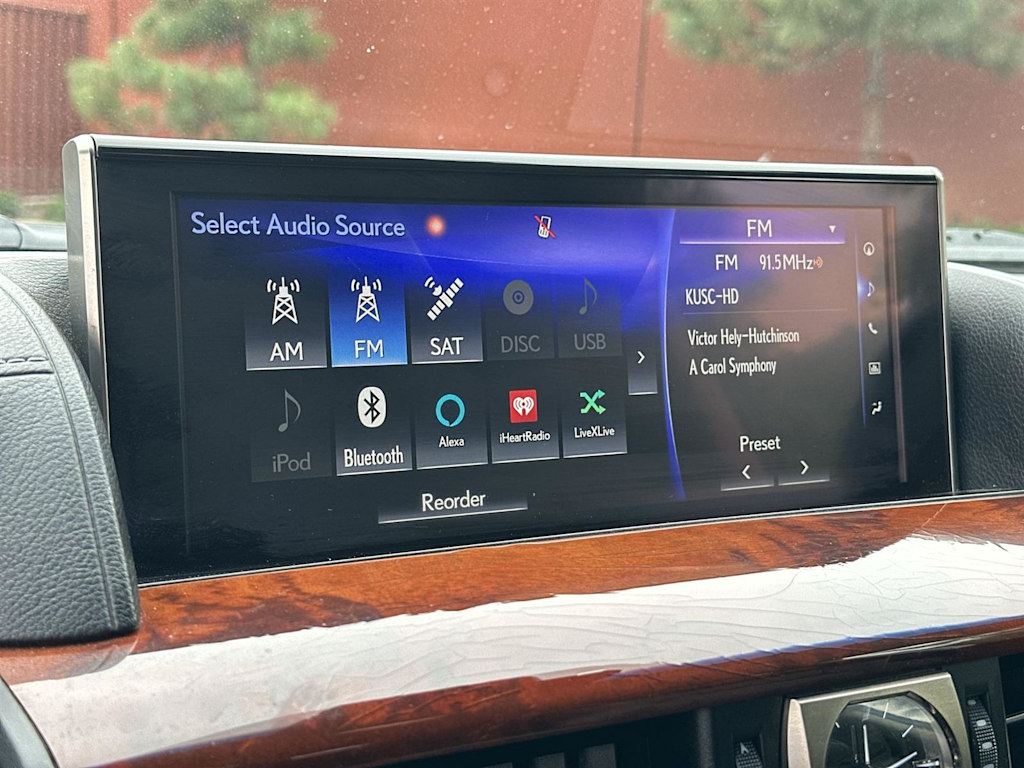 Select Audio Source
AM
FM
SAT
DISC
USB
iPod
Bluetooth
Alexa
iHeartRadio
LiveXLive
Reorder
FM
FM 91.5MHz
KUSC-HD
Victor Hely-Hutchinson
A Carol Symphony
Preset